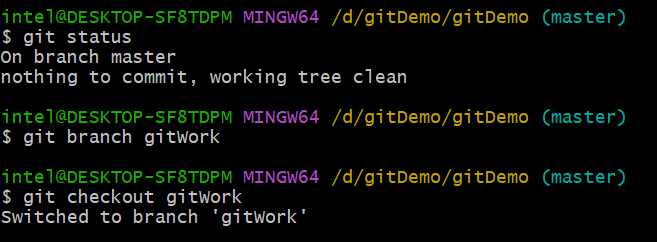 intel@DESKTOP-SF8TDPM MINGW64 /d/gitDemo/gitDemo (master)
$ git status
On branch master
nothing to commit, working tree clean
intel@DESKTOP-SF8TDPM MINGW64 /d/gitDemo/gitDemo (master)
$ git branch gitWork
intel@DESKTOP-SF8TDPM MINGW64 /d/gitDemo/gitDemo (master)
$ git checkout gitWork
Switched to branch 'gitWork'